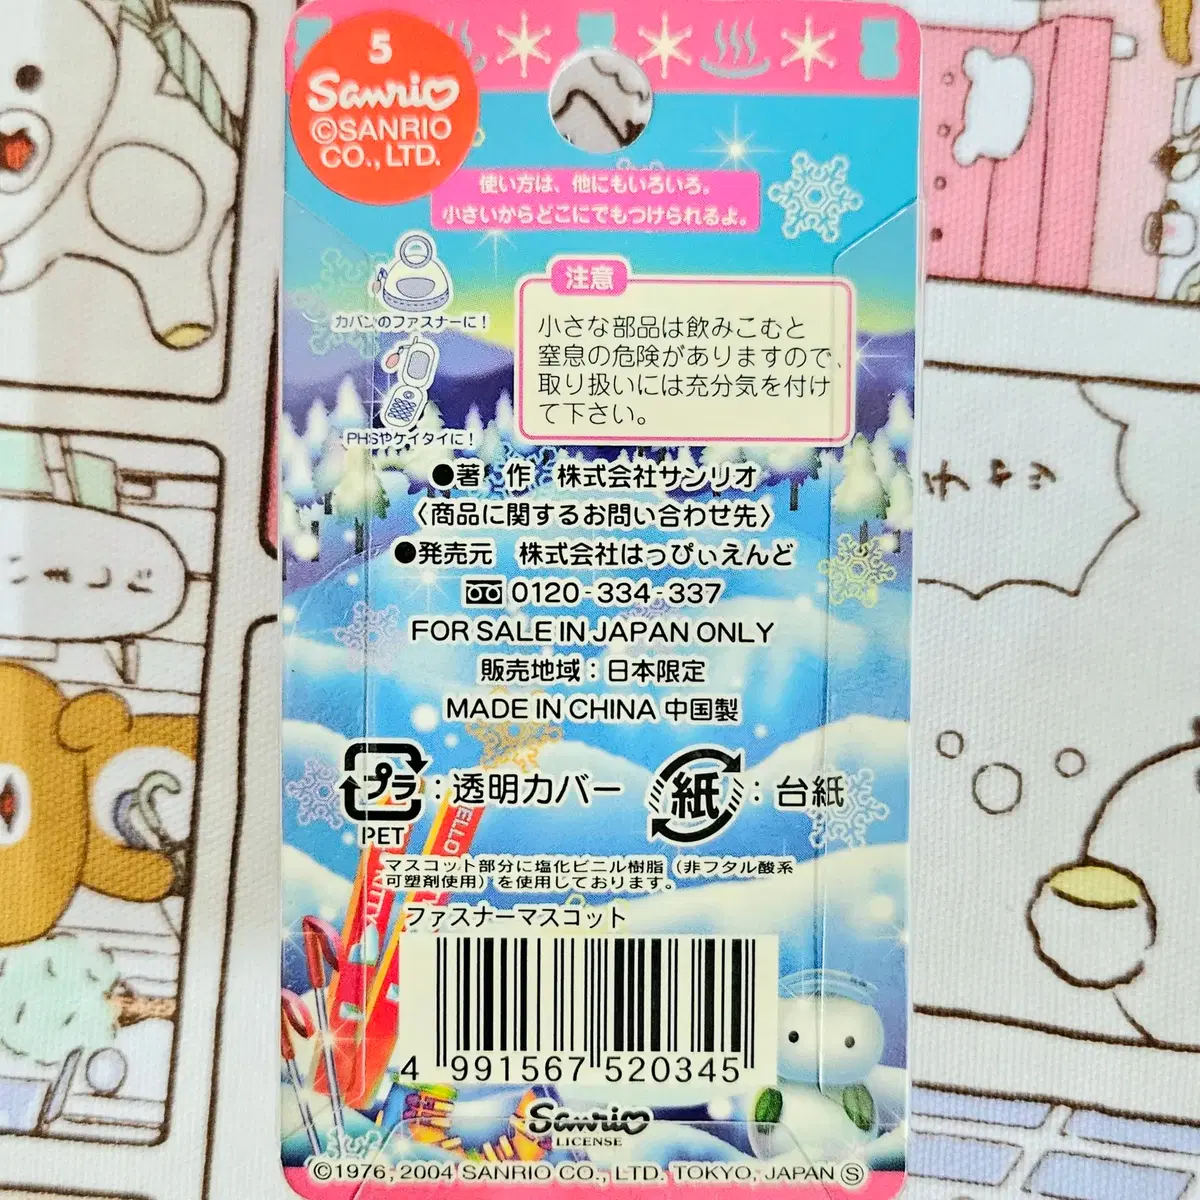 5
Sanrio
©SANRIO
CO., LTD.
使い方は、他にもいろいろ。
小さいからどこにでもつけられるよ。
カバンのファスナーに!
PHSやケイタイに!
注意
小さな部品は飲みこむと
窒息の危険がありますので、
取り扱いには充分気を付け
て下さい。
●著 作 株式会社サンリオ
〈商品に関するお問い合わせ先〉
●発売元 株式会社はっぴぃえんど
0120-334-337
FOR SALE IN JAPAN ONLY
販売地域：日本限定
MADE IN CHINA 中国製
プラ：透明カバー
PET
紙：台紙
マスコット部分に塩化ビニル樹脂（非フタル酸系
可塑剤使用）を使用しております。
ファスナーマスコット
4 991567 520345
Sanrio
LICENSE
©1976, 2004 SANRIO CO., LTD. TOKYO, JAPAN Ⓢ
チャッ